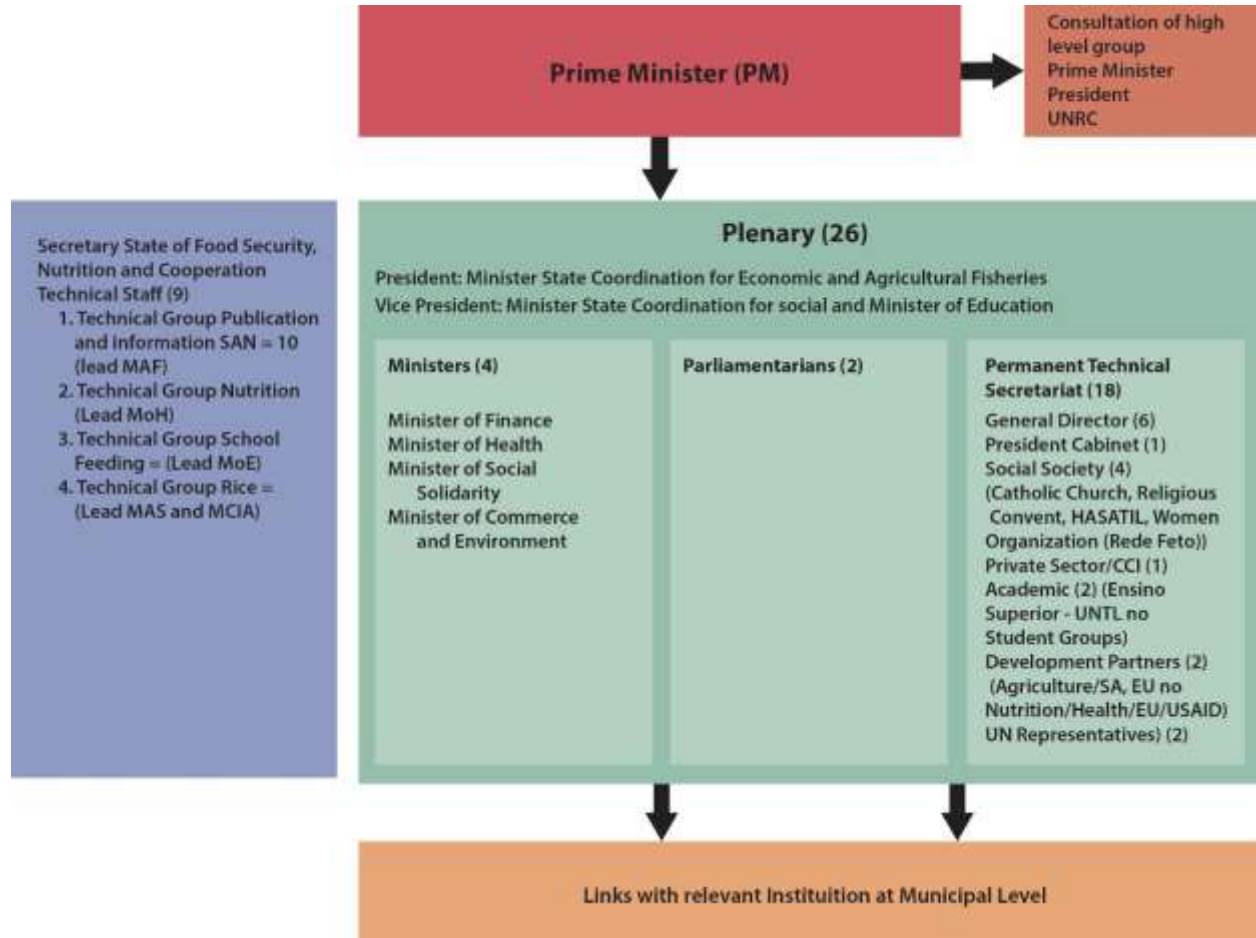 Prime Minister (PM)
Consultation of high
level group
Prime Minister
President
UNRC
Secretary State of Food Security,
Nutrition and Cooperation
Technical Staff (9)
1. Technical Group Publication
and information SAN = 10
(lead MAF)
2. Technical Group Nutrition
(Lead MoH)
3. Technical Group School
Feeding = (Lead MoE)
4. Technical Group Rice =
(Lead MAS and MCIA)
Plenary (26)
President: Minister State Coordination for Economic and Agricultural Fisheries
Vice President: Minister State Coordination for social and Minister of Education
Ministers (4)
Minister of Finance
Minister of Health
Minister of Social
Solidarity
Minister of Commerce
and Environment
Parliamentarians (2)
Permanent Technical
Secretariat (18)
General Director (6)
President Cabinet (1)
Social Society (4)
(Catholic Church, Religious
Convent, HASATIL, Women
Organization (Rede Feto))
Private Sector/CCI (1)
Academic (2) (Ensino
Superior - UNTL no
Student Groups)
Development Partners (2)
(Agriculture/SA, EU no
Nutrition/Health/EU/USAID)
UN Representatives) (2)
Links with relevant Instituition at Municipal Level